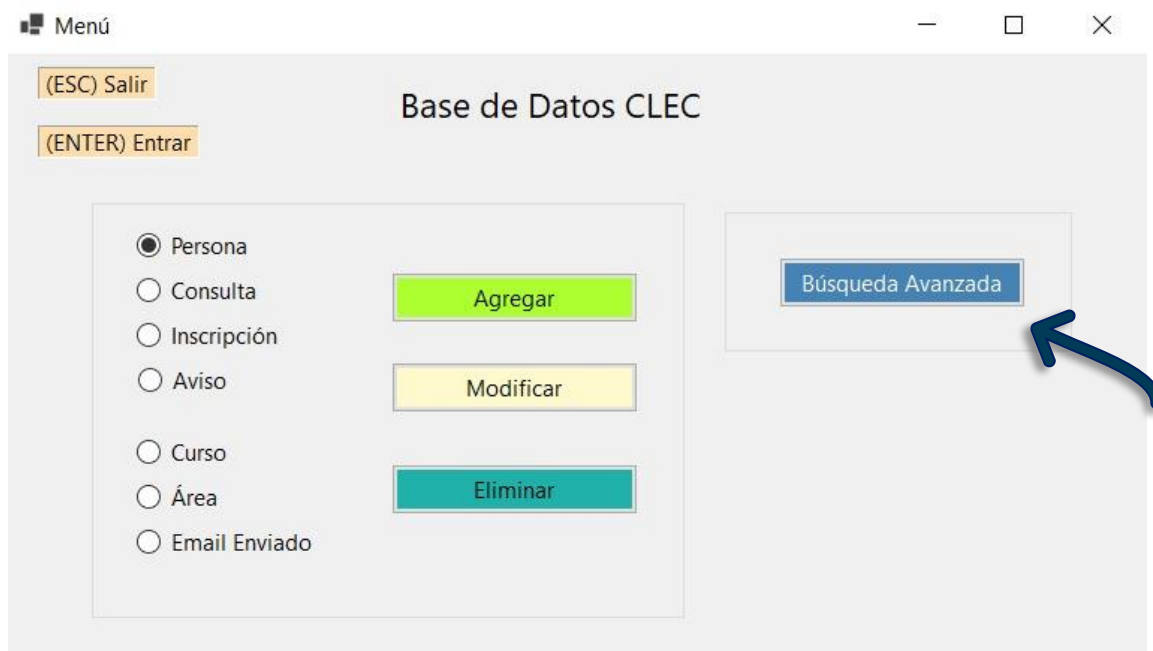 Menú
(ESC) Salir
Base de Datos CLEC
(ENTER) Entrar
Persona
Consulta
Inscripción
Aviso
Curso
Área
Email Enviado
Agregar
Modificar
Eliminar
Búsqueda Avanzada